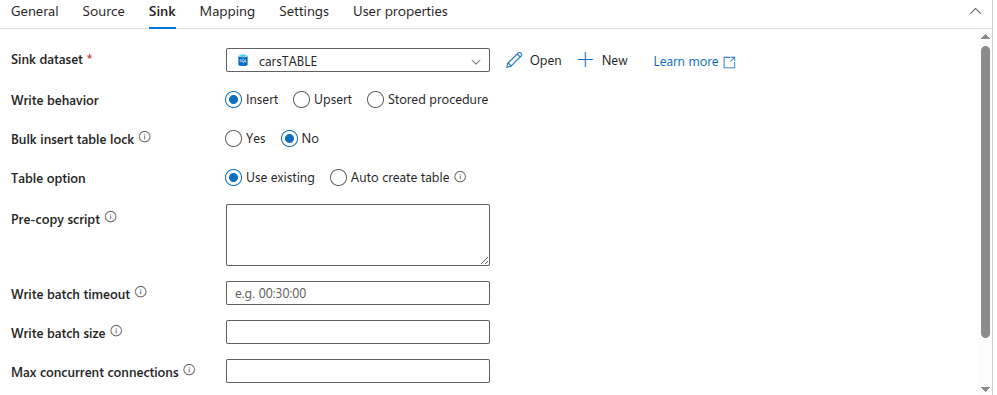 General Source Sink Mapping Settings User properties
Sink dataset * carsTABLE Open New Learn more
Write behavior Insert Upsert Stored procedure
Bulk insert table lock Yes No
Table option Use existing Auto create table
Pre-copy script
Write batch timeout e.g. 00:30:00
Write batch size
Max concurrent connections